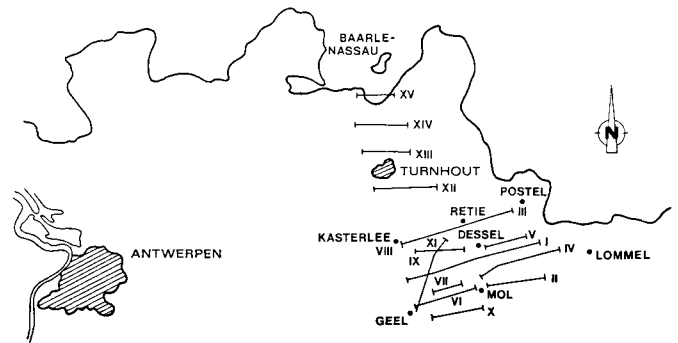 BAARLE-
NASSAU
XV
XIV
N
XIII
TURNHOUT
XII
POSTEL
III
RETIE
KASTERLEE
VIII
XI
DESSEL
V
I
IV
IX
LOMMEL
ANTWERPEN
VII
II
VI
MOL
GEEL
X